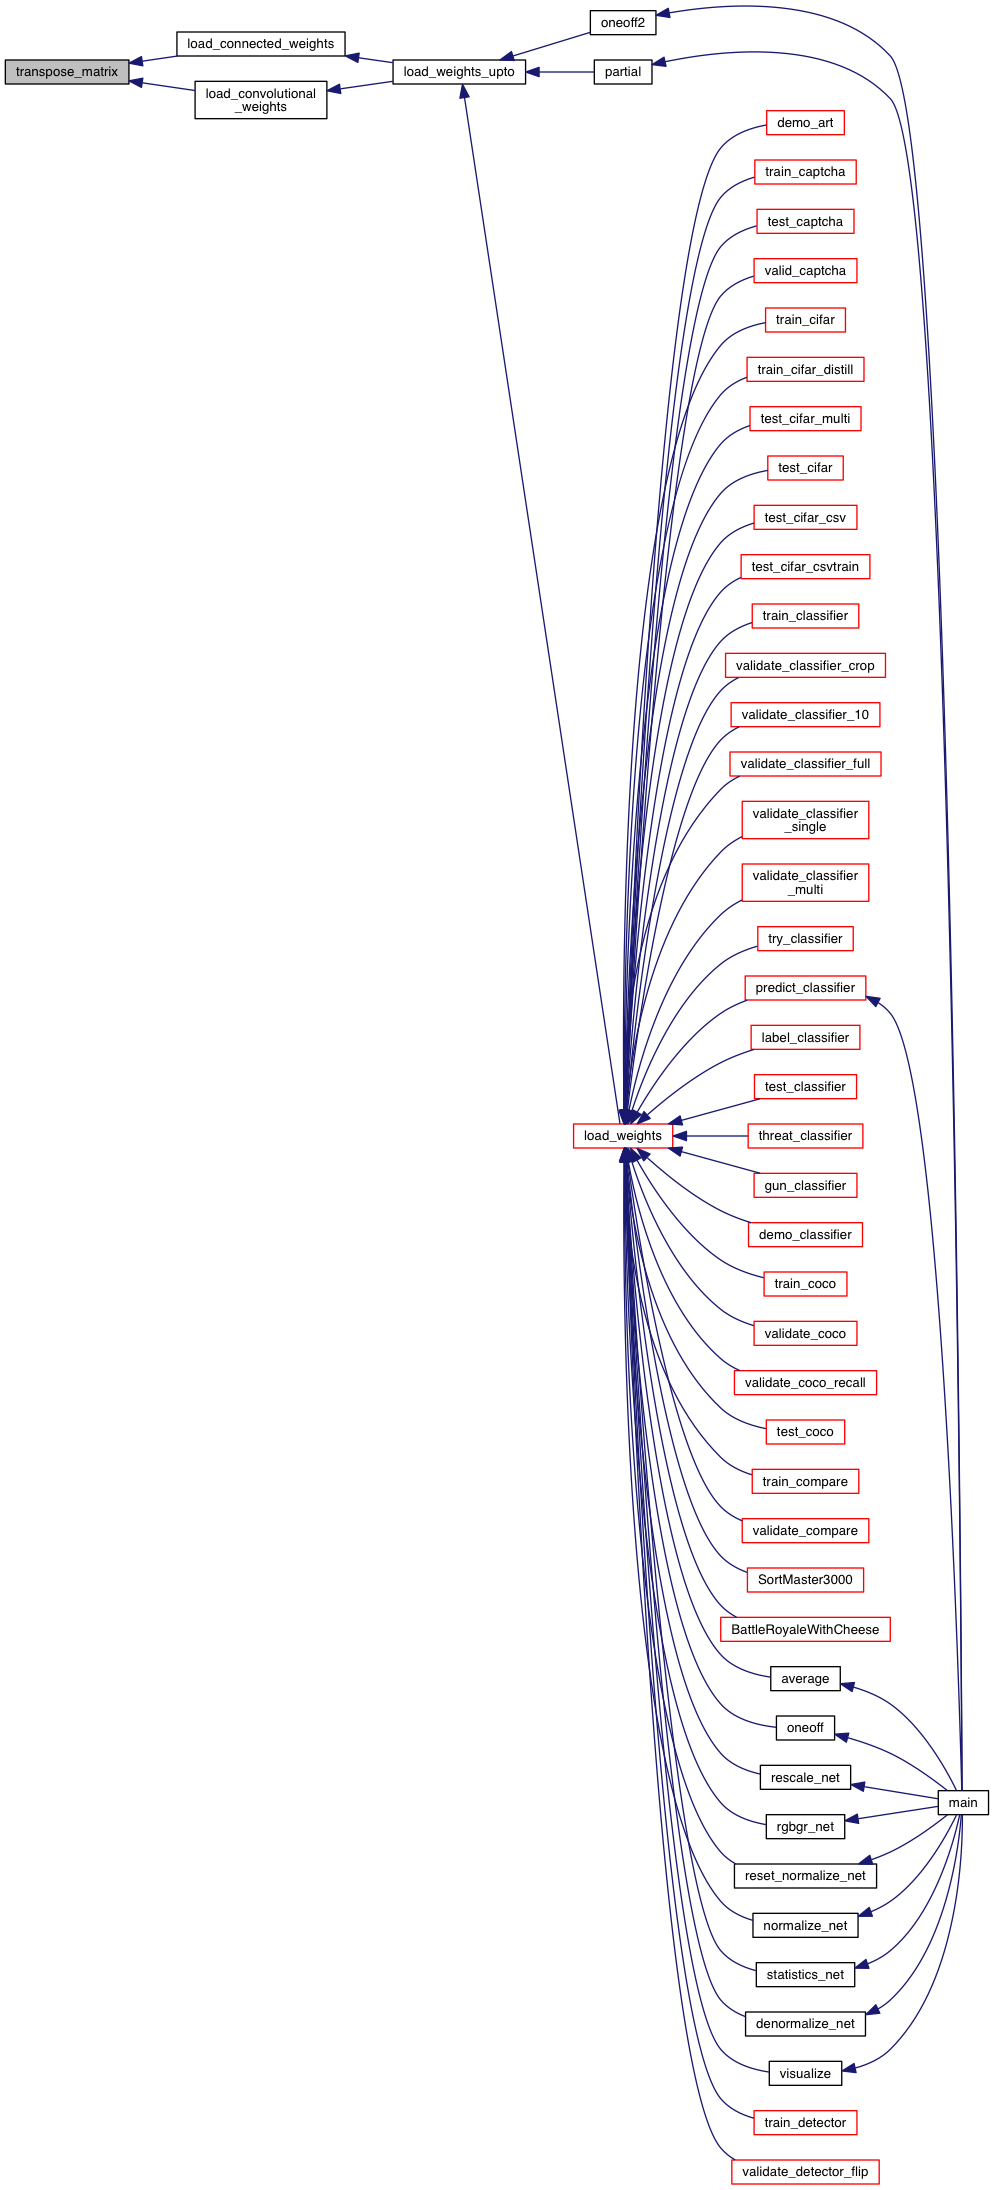 oneoff2
load_connected_weights
transpose_matrix
load_weights_upto
partial
load_convolutional
_weights
demo_art
train_captcha
test_captcha
valid_captcha
train_cifar
train_cifar_distill
test_cifar_multi
test_cifar
test_cifar_csv
test_cifar_csvtrain
train_classifier
validate_classifier_crop
validate_classifier_10
validate_classifier_full
validate_classifier
_single
validate_classifier
_multi
try_classifier
predict_classifier
label_classifier
test_classifier
load_weights
threat_classifier
gun_classifier
demo_classifier
train_coco
validate_coco
validate_coco_recall
test_coco
train_compare
validate_compare
SortMaster3000
BattleRoyaleWithCheese
average
oneoff
rescale_net
main
rgbgr_net
reset_normalize_net
normalize_net
statistics_net
denormalize_net
visualize
train_detector
validate_detector_flip